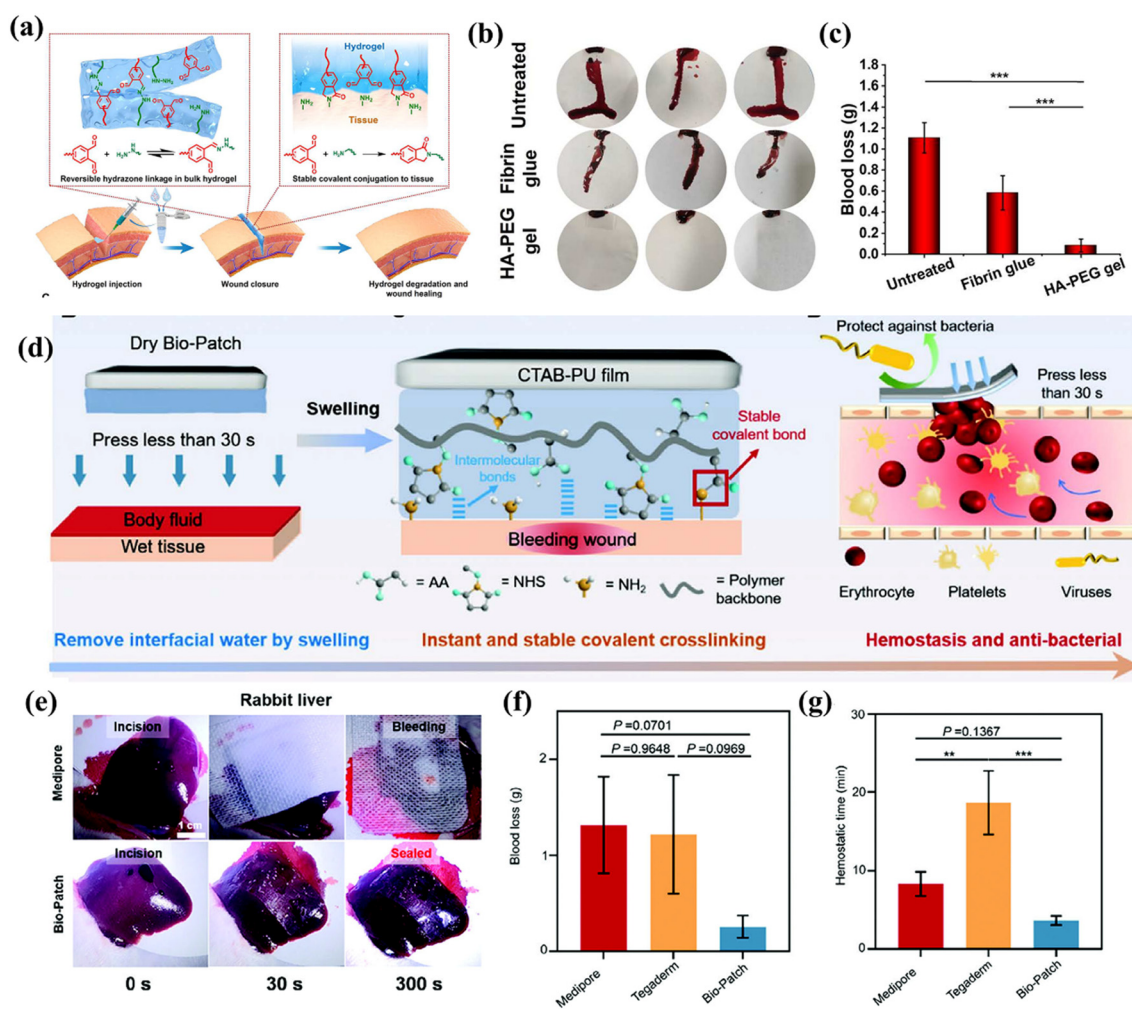 (a)
Hydrogel
NH₂
NH₂
NH₂
Tissue
Reversible hydrazone linkage in bulk hydrogel
Stable covalent conjugation to tissue
Hydrogel injection
Wound closure
Hydrogel degradation and
wound healing
(b)
Untreated
Fibrin
glue
HA-PEG
gel
(c)
Blood loss (g)
1.8
1.6
1.4
1.2
1.0
0.8
0.6
0.4
0.2
0.0
***
***
Untreated
Fibrin glue
HA-PEG gel
(d)
Dry Bio-Patch
Press less than 30 s
Body fluid
Wet tissue
Remove interfacial water by swelling
Swelling
CTAB-PU film
Intermolecular
bonds
Stable
covalent bond
Bleeding wound
= AA
= NHS
= NH₂
= Polymer
backbone
Instant and stable covalent crosslinking
Protect against bacteria
Press less
than 30 s
Erythrocyte
Platelets
Viruses
Hemostasis and anti-bacterial
(e)
Rabbit liver
Medipore
Incision
1 cm
Bleeding
Bio-Patch
Incision
Sealed
0 s
30 s
300 s
(f)
Blood loss (g)
2
1
0
P =0.0701
P =0.9648
P =0.0969
Medipore
Tegaderm
Bio-Patch
(g)
Hemostatic time (min)
30
20
10
0
P =0.1367
**
***
Medipore
Tegaderm
Bio-Patch